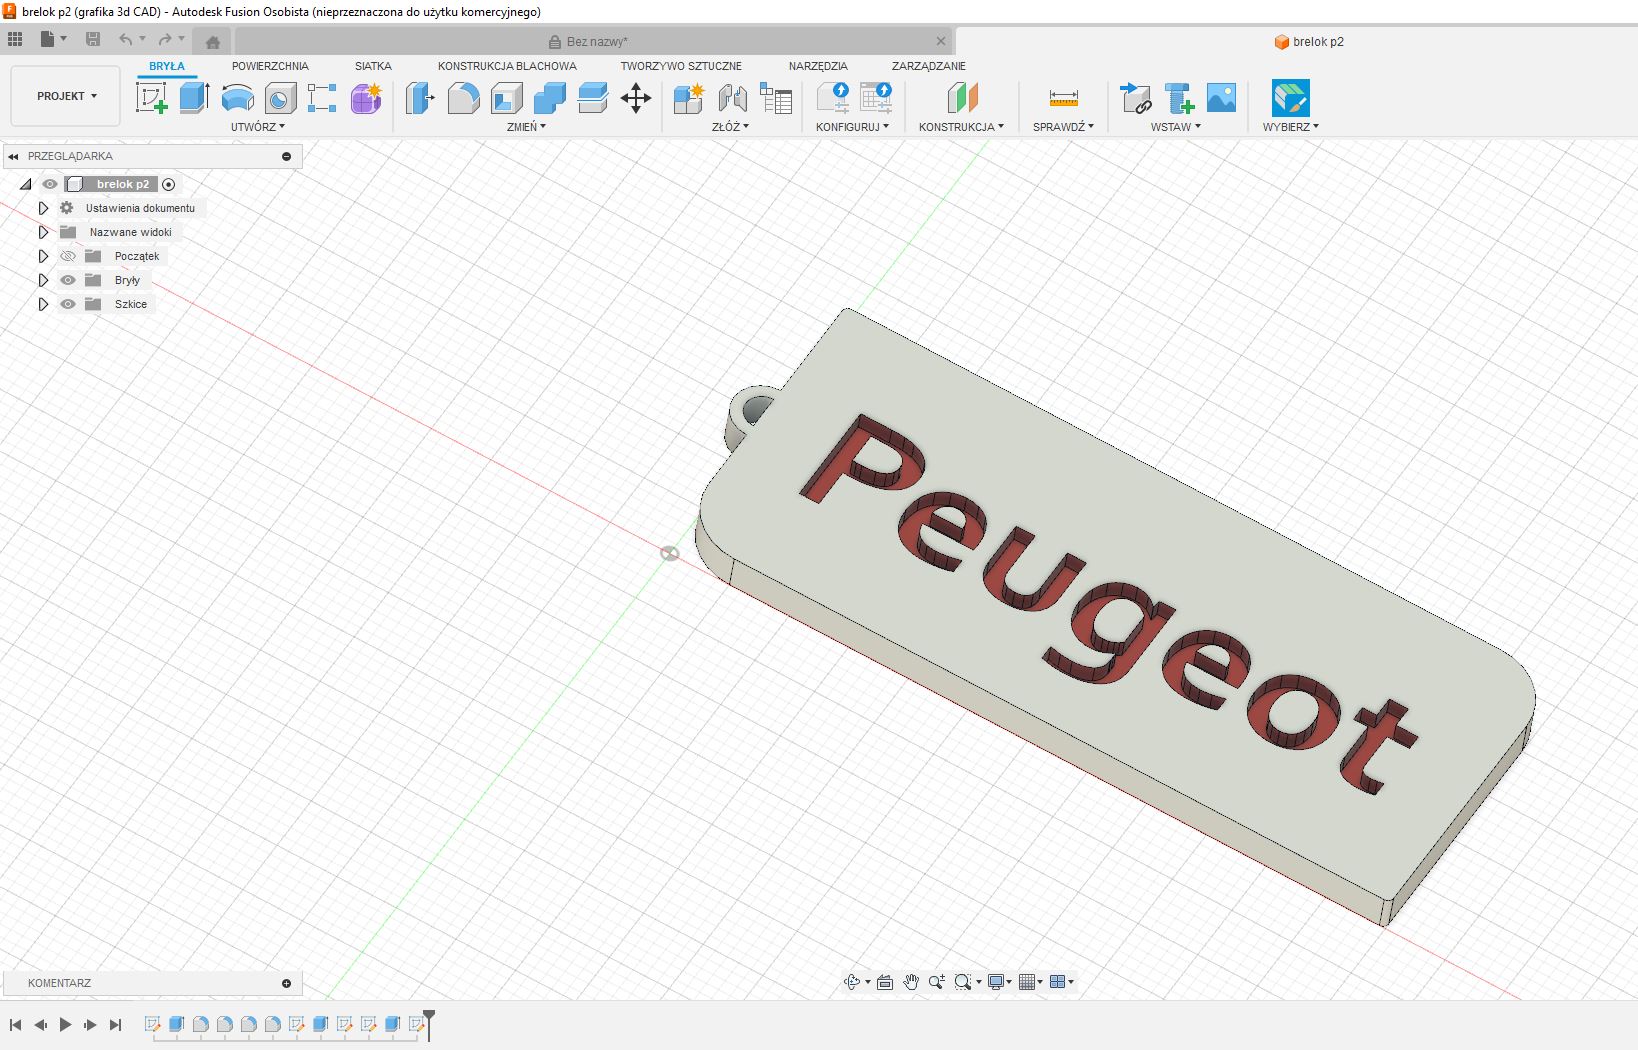 brelok p2 (grafika 3d CAD) - Autodesk Fusion Osobista (nieprzeznaczona do użytku komercyjnego)
Bez nazwy*
brelok p2
PROJEKT
BRYŁA POWIERZCHNIA SIATKA KONSTRUKCJA BLACHOWA TWORZYWO SZTUCZNE NARZĘDZIA ZARZĄDZANIE
UTWÓRZ ZMIEŃ ZŁÓŻ KONFIGURUJ KONSTRUKCJA SPRAWDŹ WSTAW WYBIERZ
PRZEGLĄDARKA
brelok p2
Ustawienia dokumentu
Nazwane widoki
Początek
Bryły
Szkice
Peugeot
KOMENTARZ